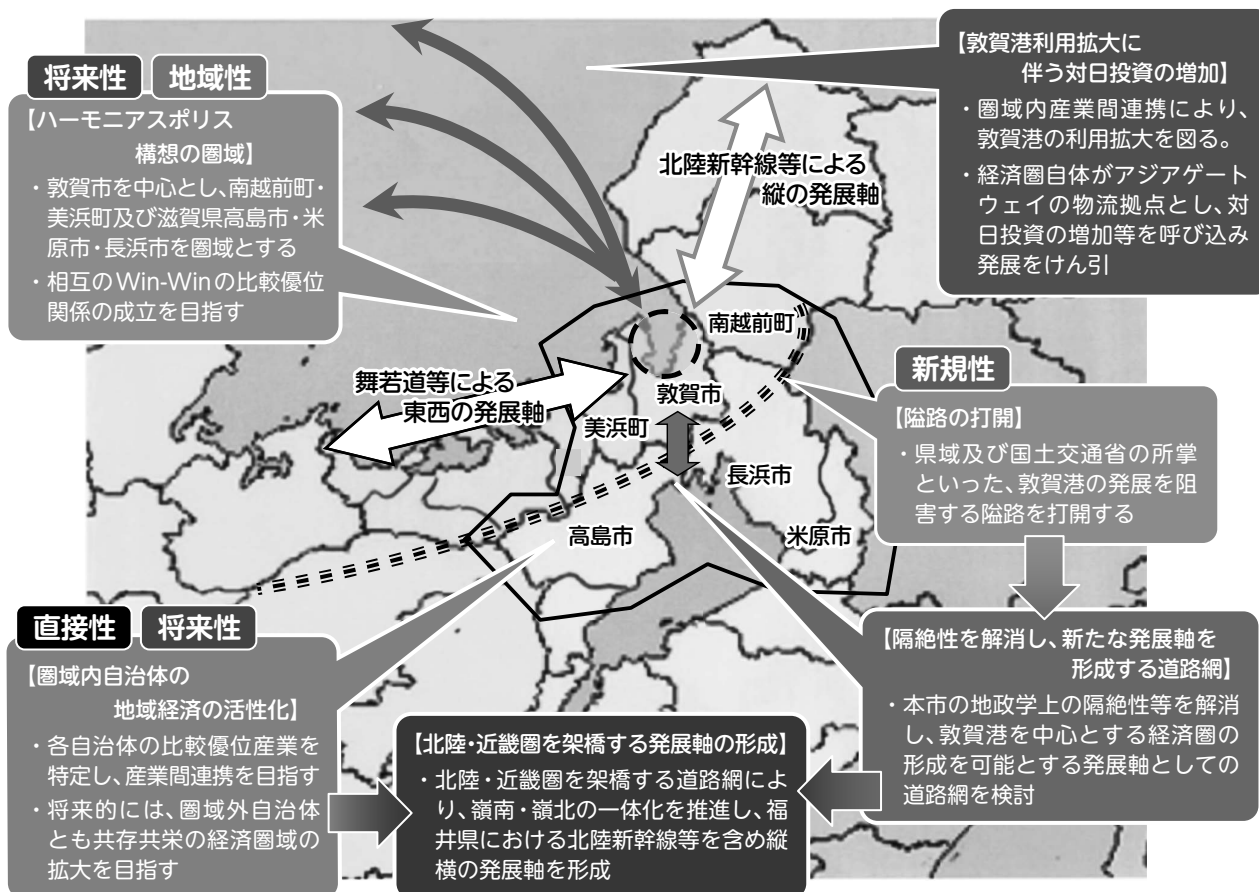 将来性 地域性
【ハーモニアスポリス
構想の圏域】
・敦賀市を中心とし、南越前町・
美浜町及び滋賀県高島市・米
原市・長浜市を圏域とする
・相互のWin-Winの比較優位
関係の成立を目指す
【敦賀港利用拡大に
伴う対日投資の増加】
・圏域内産業間連携により、
敦賀港の利用拡大を図る。
・経済圏自体がアジアゲート
ウェイの物流拠点とし、対
日投資の増加等を呼び込み
発展をけん引
北陸新幹線等による
縦の発展軸
南越前町
舞若道等による
東西の発展軸
敦賀市
美浜町
長浜市
高島市
米原市
新規性
【隘路の打開】
・県域及び国土交通省の所掌
といった、敦賀港の発展を阻
害する隘路を打開する
直接性 将来性
【圏域内自治体の
地域経済の活性化】
・各自治体の比較優位産業を
特定し、産業間連携を目指す
・将来的には、圏域外自治体
とも共存共栄の経済圏域の
拡大を目指す
【北陸・近畿圏を架橋する発展軸の形成】
・北陸・近畿圏を架橋する道路網によ
り、嶺南・嶺北の一体化を推進し、福
井県における北陸新幹線等を含め縦
横の発展軸を形成
【隔絶性を解消し、新たな発展軸を
形成する道路網】
・本市の地政学上の隔絶性等を解消
し、敦賀港を中心とする経済圏の
形成を可能とする発展軸としての
道路網を検討